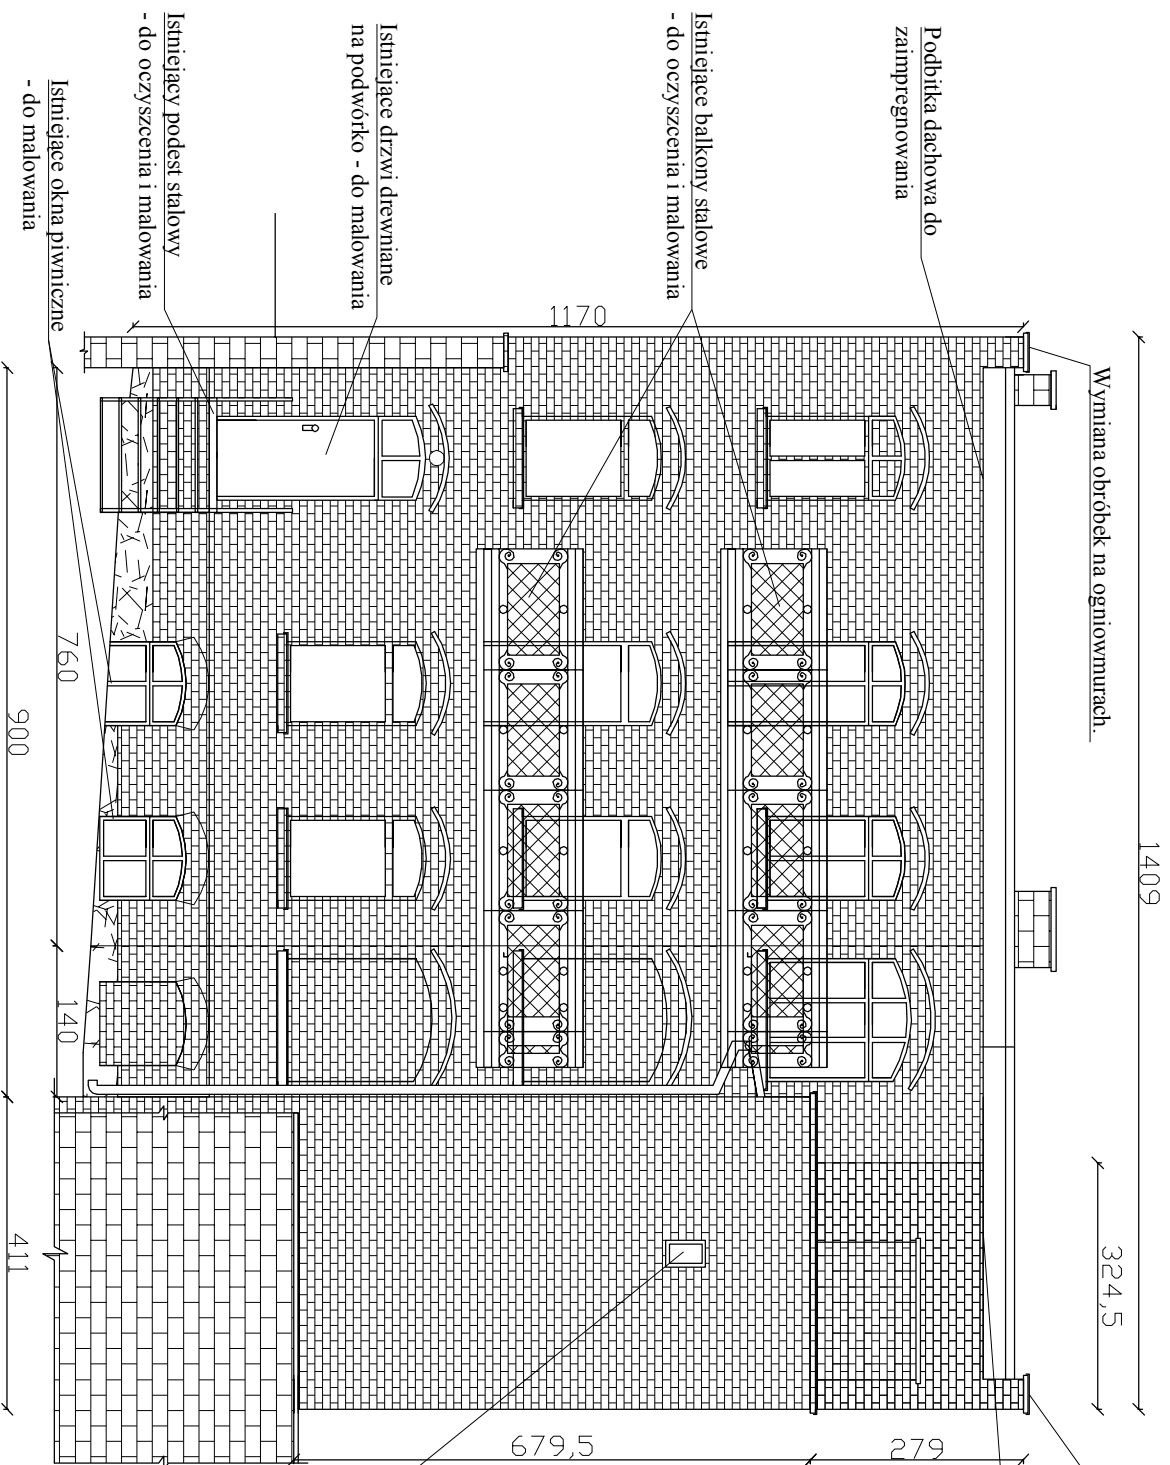 Wymiana obróbek na ogniowmurach.
Podbitka dachowa do
zaimpregnowania
Istniejące balkony stalowe
- do oczyszcenia i malowania
Istniejące drzwi drewniane
na podwórko - do malowania
Istniejący podest stalowy
- do oczyszcenia i malowania
Istniejące okna piwniczne
- do malowania
1409
324,5
1170
279
679,5
760
140
900
411